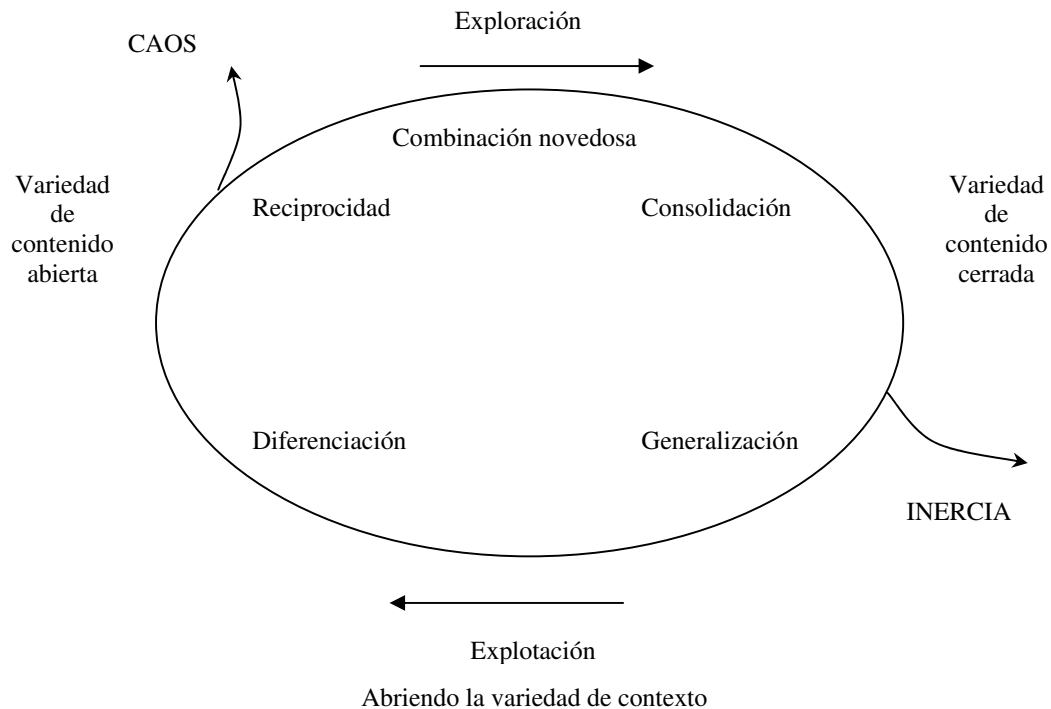 Exploración
CAOS
Combinación novedosa
Variedad
de
contenido
abierta
Reciprocidad
Consolidación
Variedad
de
contenido
cerrada
Diferenciación
Generalización
INERCIA
Explotación
Abriendo la variedad de contexto